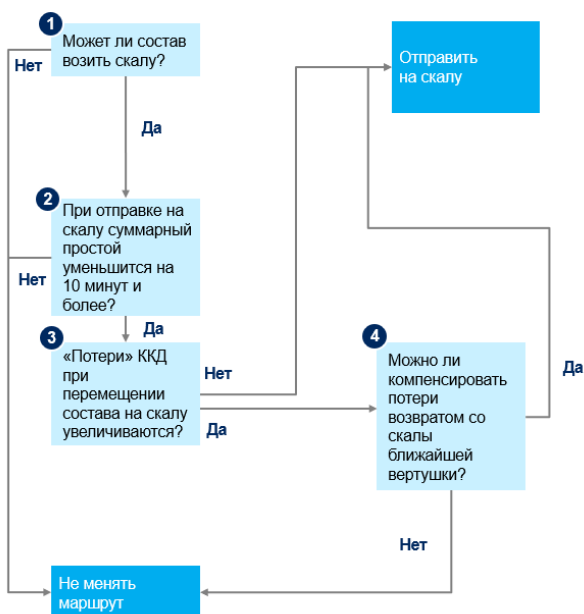 1
Может ли состав
возить скалу?
Нет
Отправить
на скалу
Да
2
При отправке на
скалу суммарный
простой
уменьшится на
10 минут и
более?
Нет
Да
3
«Потери» ККД
при
перемещении
состава на скалу
увеличиваются?
Нет
Да
4
Можно ли
компенсировать
потери
возвратом со
скалы
ближайшей
вертушки?
Да
Нет
Не менять
маршрут